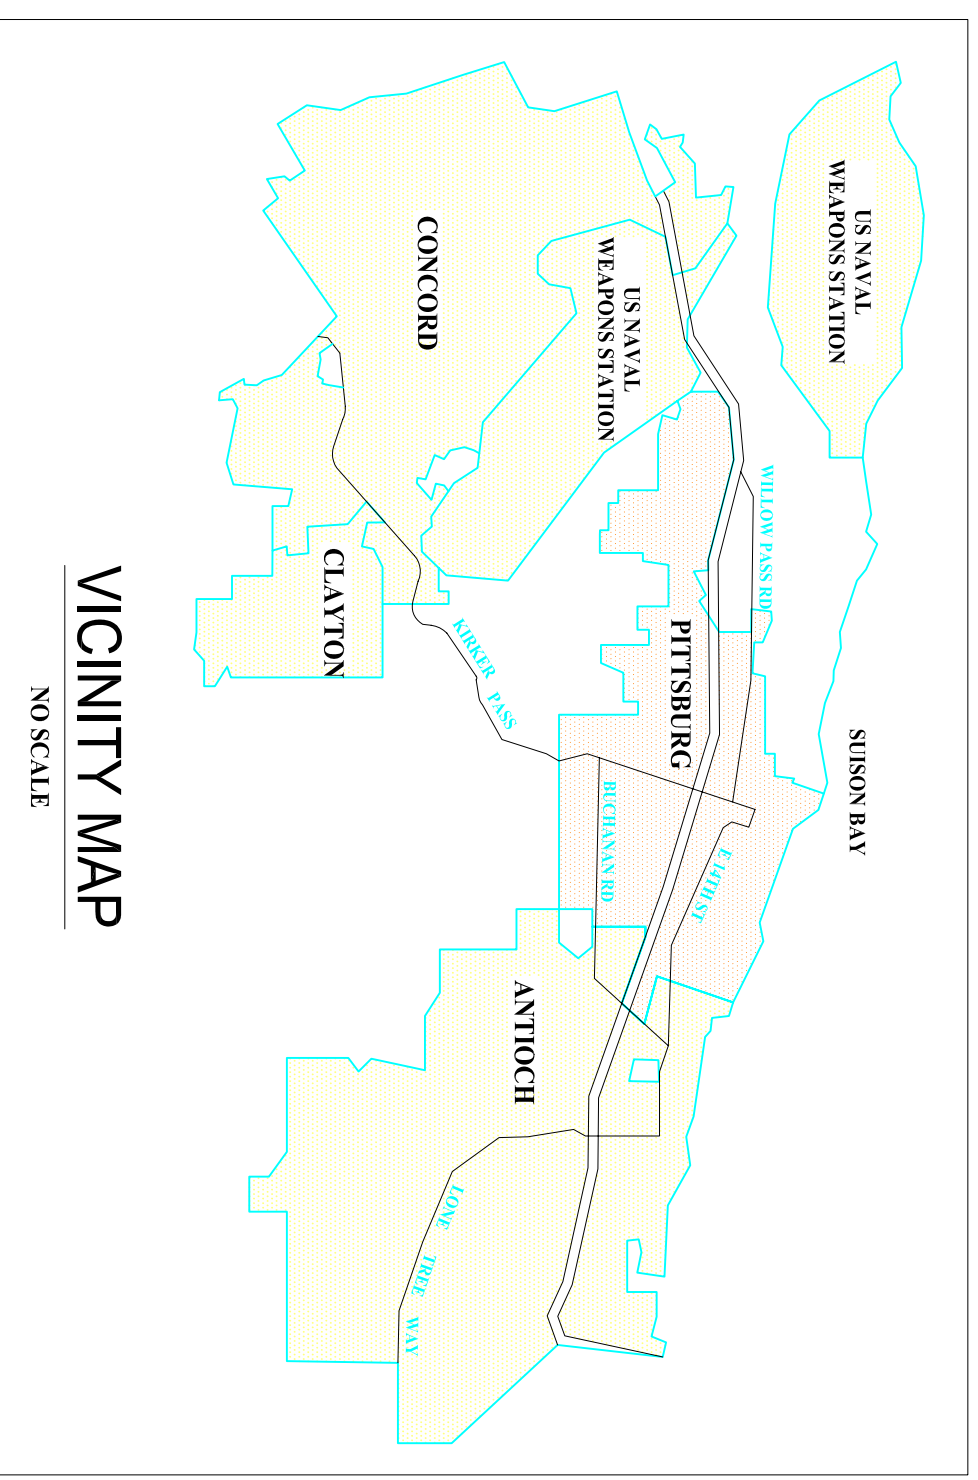 US NAVAL
WEAPONS STATION
SUISON BAY
US NAVAL
WEAPONS STATION
WILLOW PASS RD
PITTSBURG
E 14TH ST
CONCORD
BUCHANAN RD
KIRKER PASS
ANTIOCH
CLAYTON
LONE TREE WAY
VICINITY MAP
NO SCALE